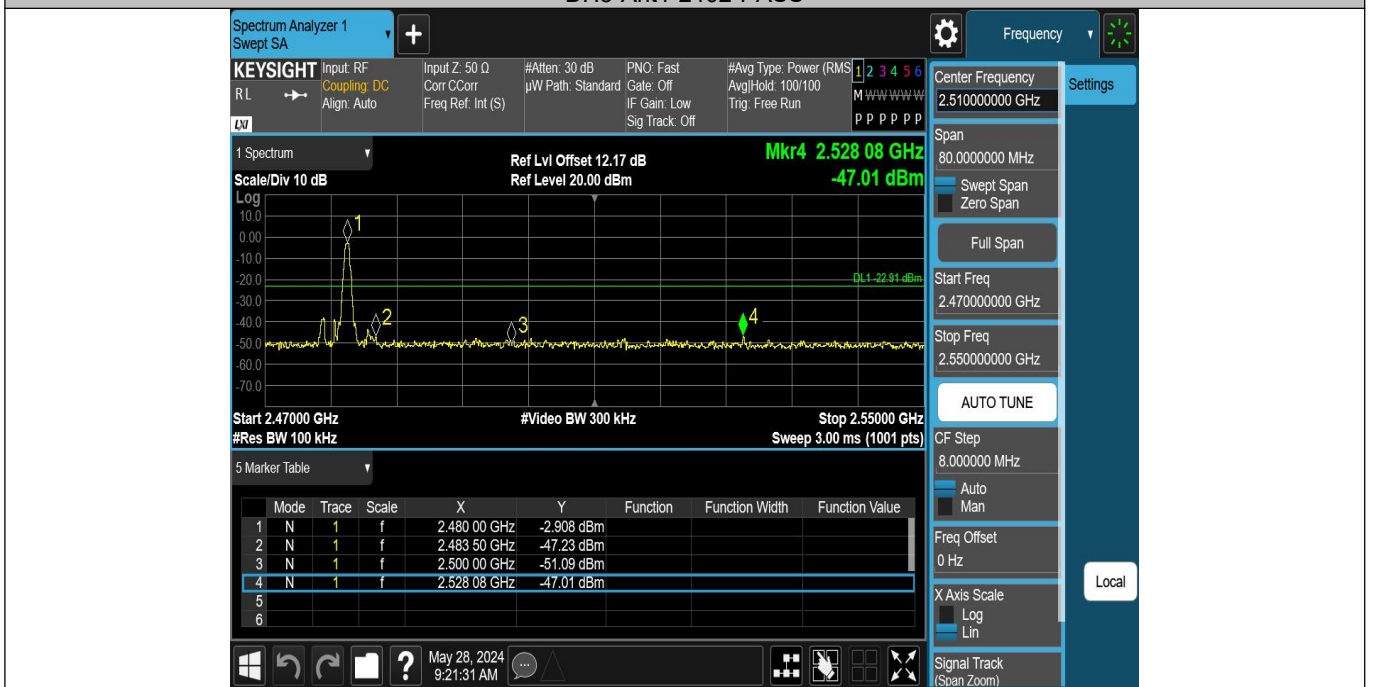 Spectrum Analyzer 1
Swept SA
Frequency
KEYSIGHT
RL
LXI
Input: RF
Coupling: DC
Align: Auto
Input Z: 50 Ω
Corr CCorr
Freq Ref: Int (S)
#Atten: 30 dB
µW Path: Standard
PNO: Fast
Gate: Off
IF Gain: Low
Sig Track: Off
#Avg Type: Power (RMS
Avg|Hold: 100/100
Trig: Free Run
1 2 3 4 5 6
M W W W W W
P P P P P P
1 Spectrum
Scale/Div 10 dB
Ref Lvl Offset 12.17 dB
Ref Level 20.00 dBm
Mkr4 2.528 08 GHz
-47.01 dBm
Log
10.0
0.00
-10.0
-20.0
-30.0
-40.0
-50.0
-60.0
-70.0
1
2
3
4
DL1 -22.91 dBm
Start 2.47000 GHz
#Video BW 300 kHz
Stop 2.55000 GHz
#Res BW 100 kHz
Sweep 3.00 ms (1001 pts)
5 Marker Table
Mode Trace Scale X Y Function Function Width Function Value
1 N 1 f 2.480 00 GHz -2.908 dBm
2 N 1 f 2.483 50 GHz -47.23 dBm
3 N 1 f 2.500 00 GHz -51.09 dBm
4 N 1 f 2.528 08 GHz -47.01 dBm
5
6
May 28, 2024
9:21:31 AM
Center Frequency
2.510000000 GHz
Settings
Span
80.0000000 MHz
Swept Span
Zero Span
Full Span
Start Freq
2.470000000 GHz
Stop Freq
2.550000000 GHz
AUTO TUNE
CF Step
8.000000 MHz
Auto
Man
Freq Offset
0 Hz
Local
X Axis Scale
Log
Lin
Signal Track
(Span Zoom)